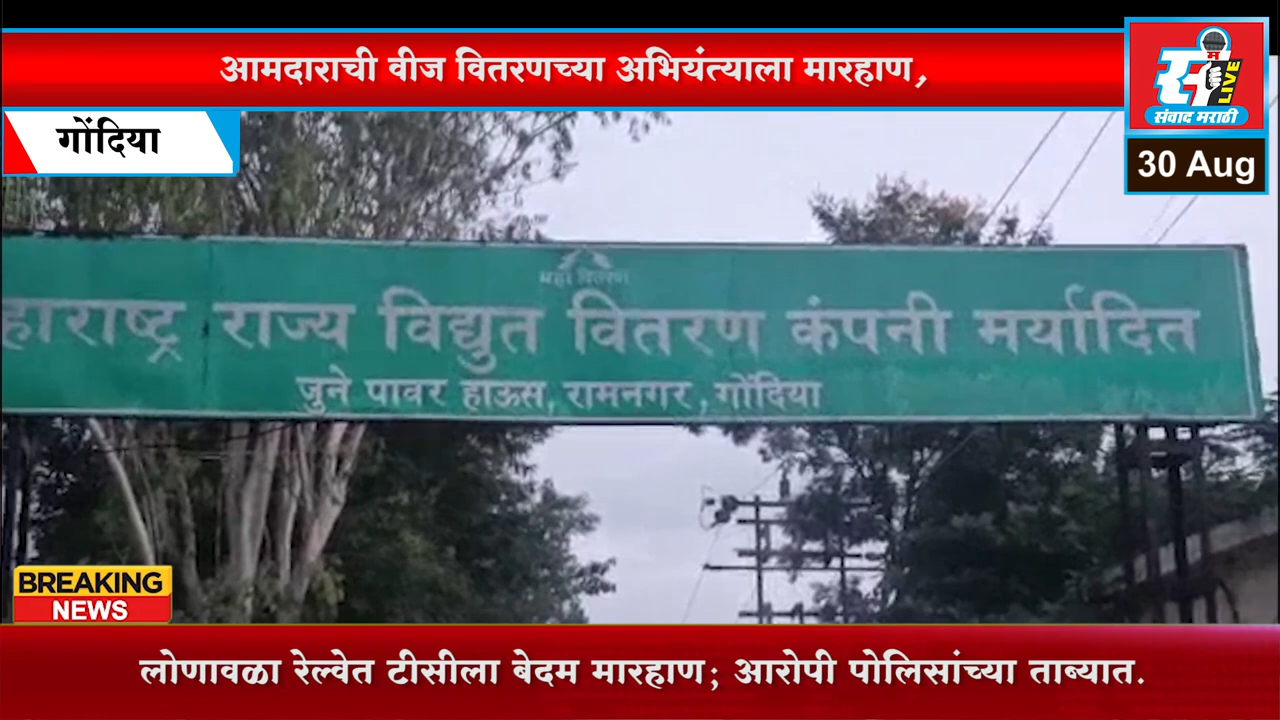 आमदाराची वीज वितरणच्या अभियंत्याला मारहाण,
LIVE
संवाद मराठी
गोंदिया
30 Aug
महावितरण
हाराष्ट्र राज्य विद्युत वितरण कंपनी मर्यादित
जुने पावर हाऊस, रामनगर, गोंदिया
BREAKING
NEWS
लोणावळा रेल्वेत टीसीला बेदम मारहाण; आरोपी पोलिसांच्या ताब्यात.